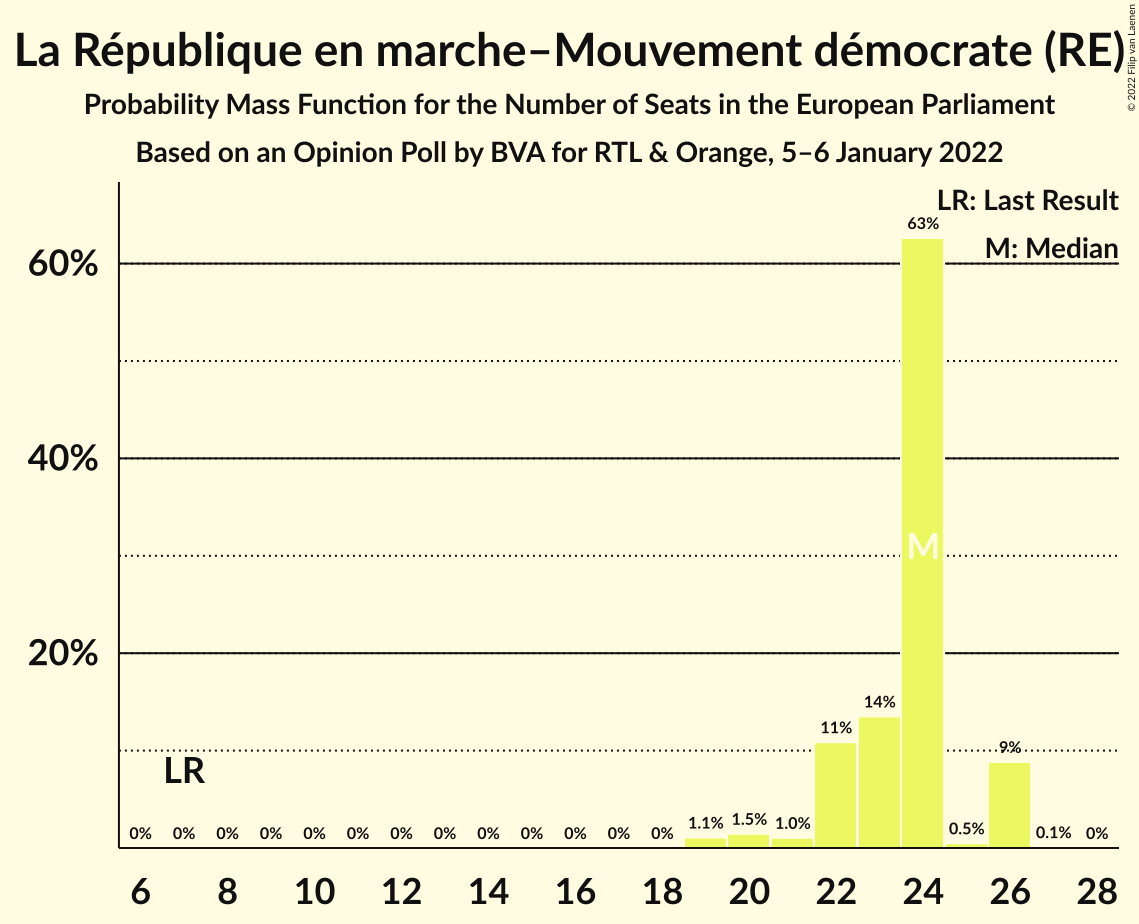 La République en marche–Mouvement démocrate (RE)
© 2022 Filip van Laenen
Probability Mass Function for the Number of Seats in the European Parliament
Based on an Opinion Poll by BVA for RTL & Orange, 5–6 January 2022
LR: Last Result
M: Median
60%
40%
20%
LR
M
0% 0% 0% 0% 0% 0% 0% 0% 0% 0% 0% 0% 0% 1.1% 1.5% 1.0% 11% 14% 63% 0.5% 9% 0.1% 0%
6 8 10 12 14 16 18 20 22 24 26 28